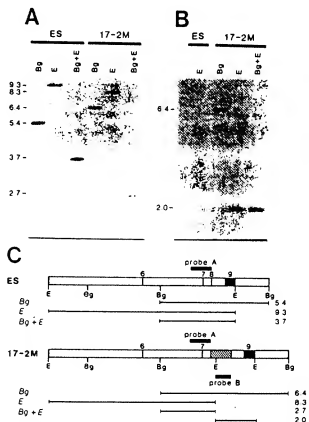 A
B
ES 17-2M
Bg E Bg+E Bg E Bg+E
9.3
8.3
6.4
5.4
3.7
2.7
ES 17-2M
E Bg E Bg+E
6.4
2.0
C
probe A
ES 6 7 8 9
E Bg Bg E Bg
Bg 5.4
E 9.3
Bg + E 3.7
probe A
17-2M 6 7 9
E Bg Bg E E Bg
probe B
Bg 6.4
E 8.3
Bg + E 2.7
2.0